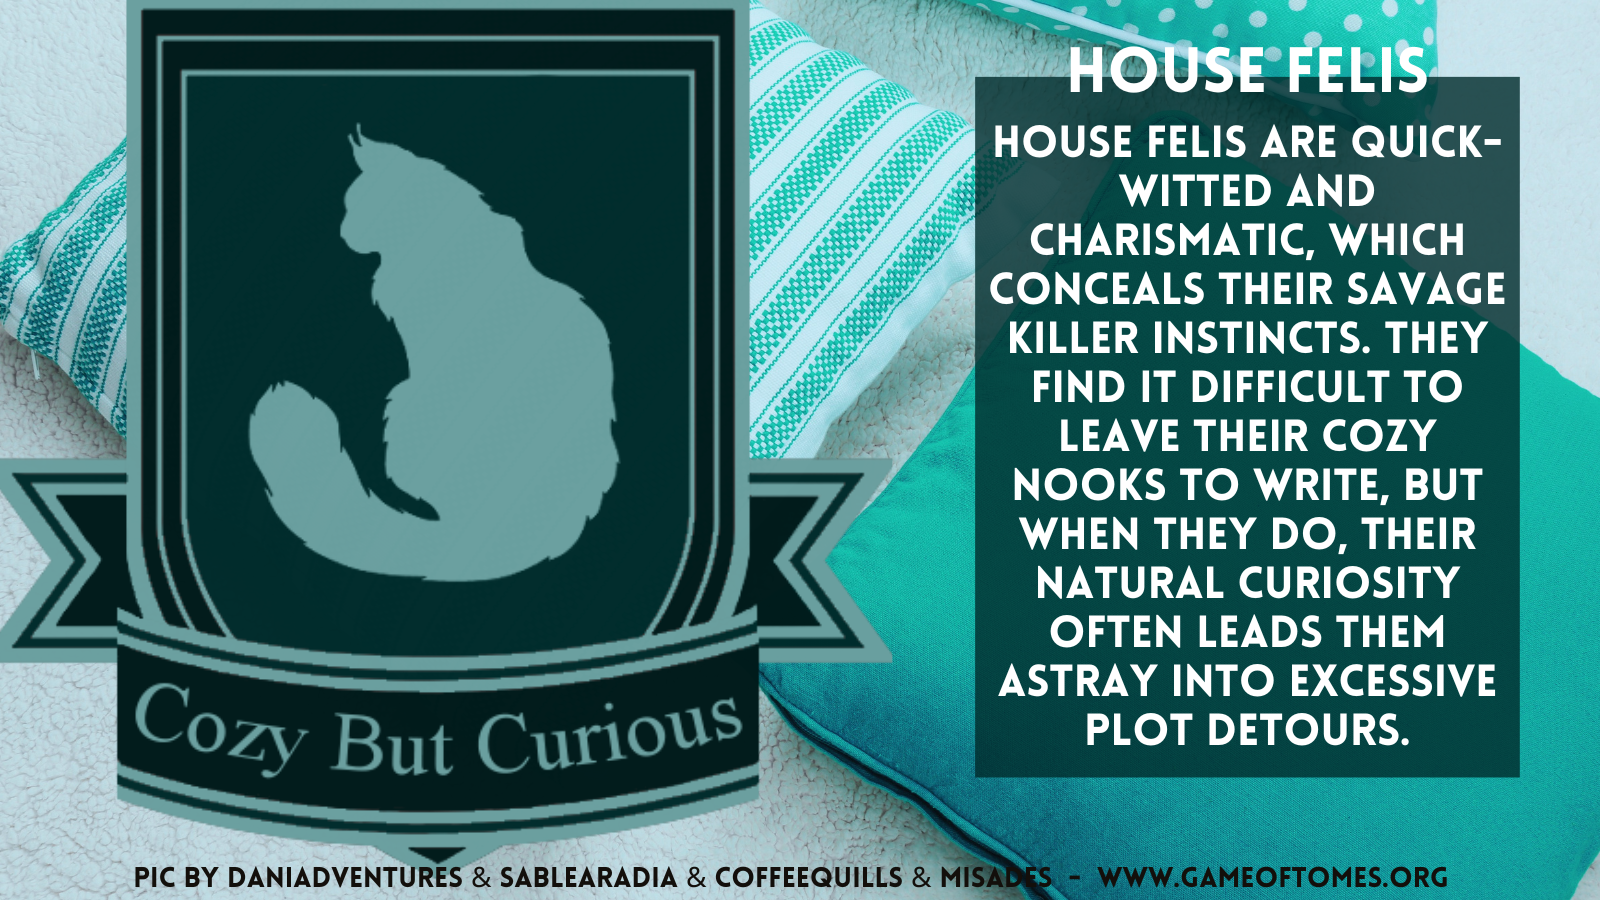 HOUSE FELIS
HOUSE FELIS ARE QUICK-
WITTED AND
CHARISMATIC, WHICH
CONCEALS THEIR SAVAGE
KILLER INSTINCTS. THEY
FIND IT DIFFICULT TO
LEAVE THEIR COZY
NOOKS TO WRITE, BUT
WHEN THEY DO, THEIR
NATURAL CURIOSITY
OFTEN LEADS THEM
ASTRAY INTO EXCESSIVE
PLOT DETOURS.
Cozy But Curious
PIC BY DANIADVENTURES & SABLEARADIA & COFFEEQUILLS & MISADES - WWW.GAMEOFTOMES.ORG